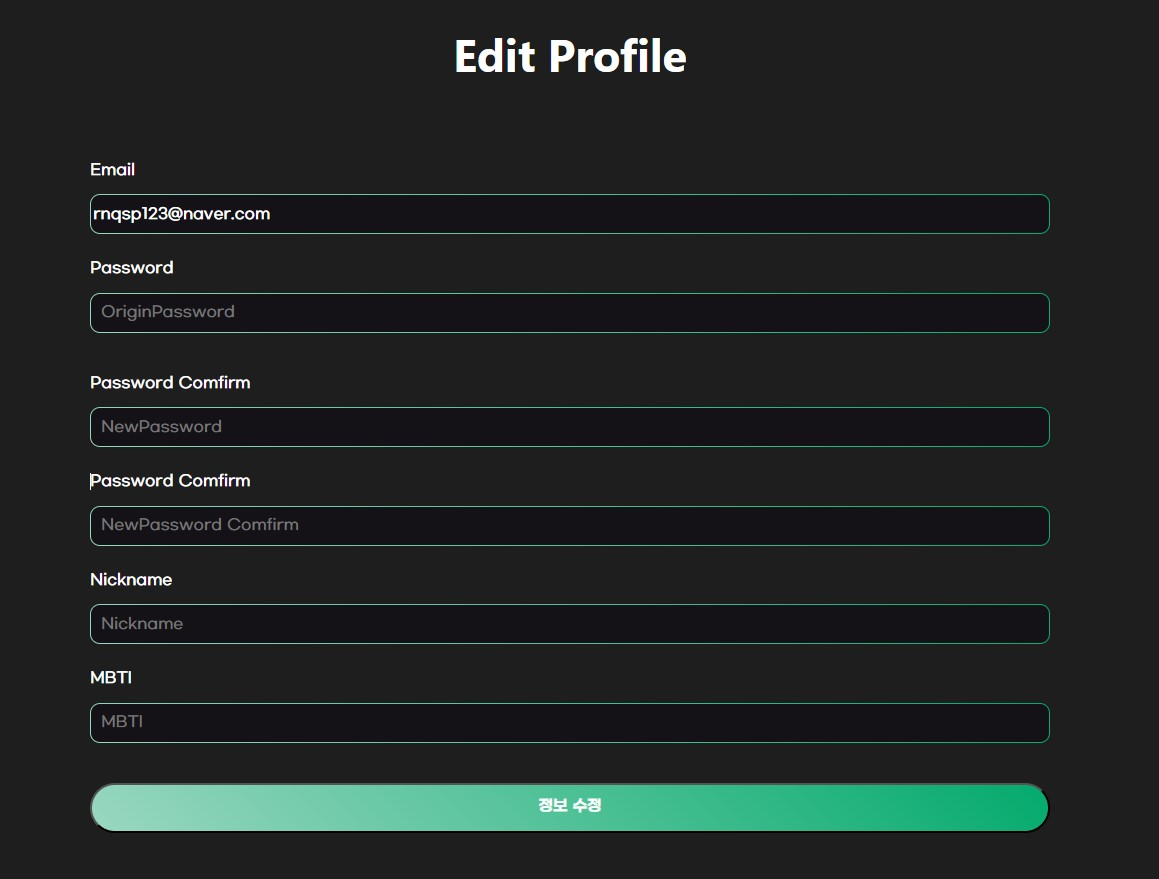 Edit Profile
Email
rnqsp123@naver.com
Password
OriginPassword
Password Comfirm
NewPassword
Password Comfirm
NewPassword Comfirm
Nickname
Nickname
MBTI
MBTI
정보 수정